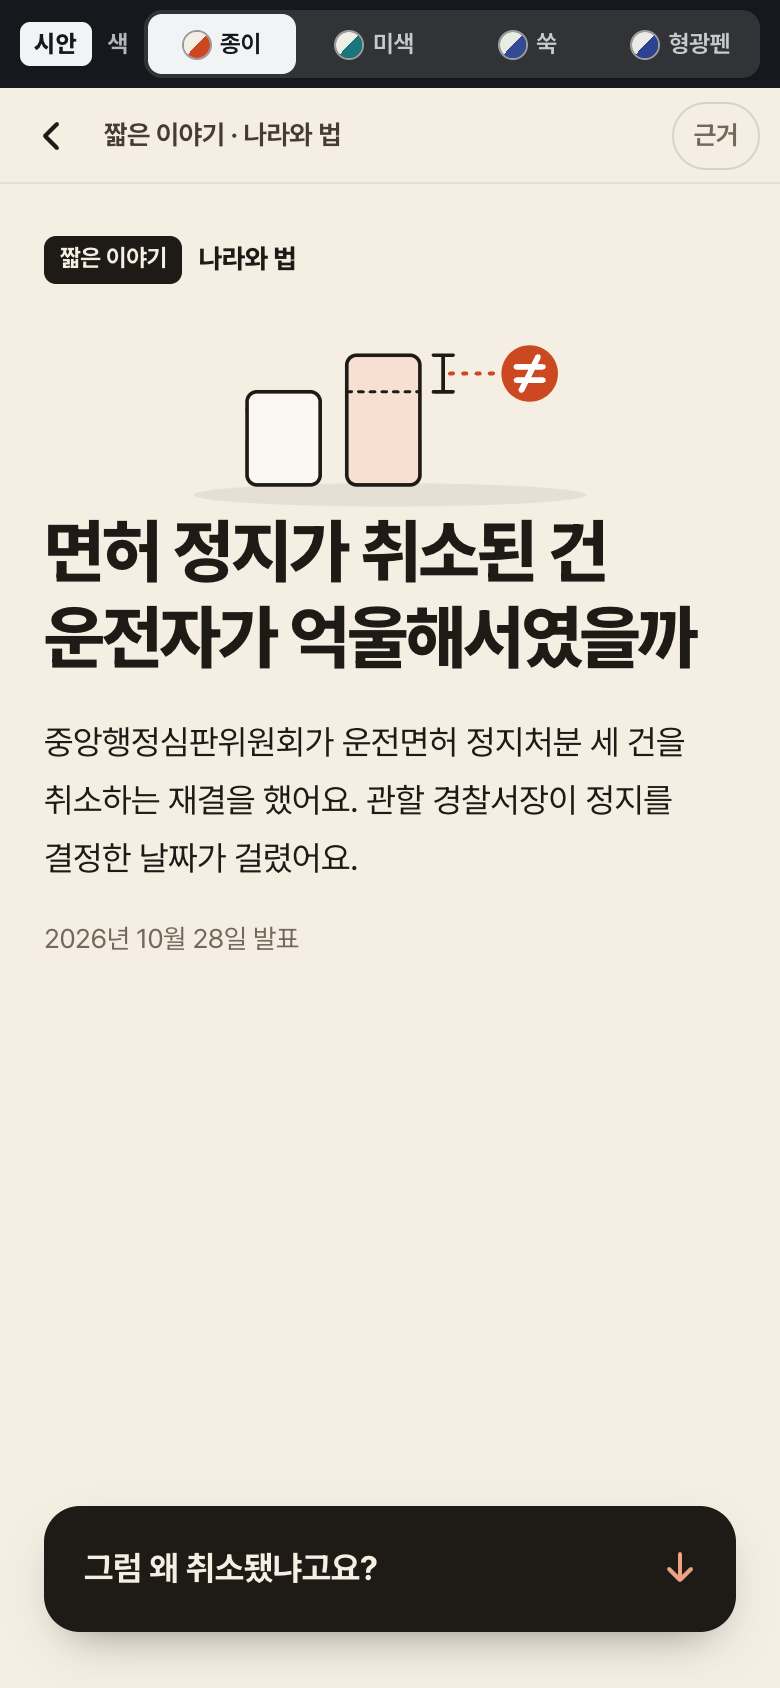 시안 색 종이 미색 쑥 형광펜
짧은 이야기 · 나라와 법 근거
짧은 이야기 나라와 법
≠
면허 정지가 취소된 건
운전자가 억울해서였을까
중앙행정심판위원회가 운전면허 정지처분 세 건을
취소하는 재결을 했어요. 관할 경찰서장이 정지를
결정한 날짜가 걸렸어요.
2026년 10월 28일 발표
그럼 왜 취소됐냐고요?